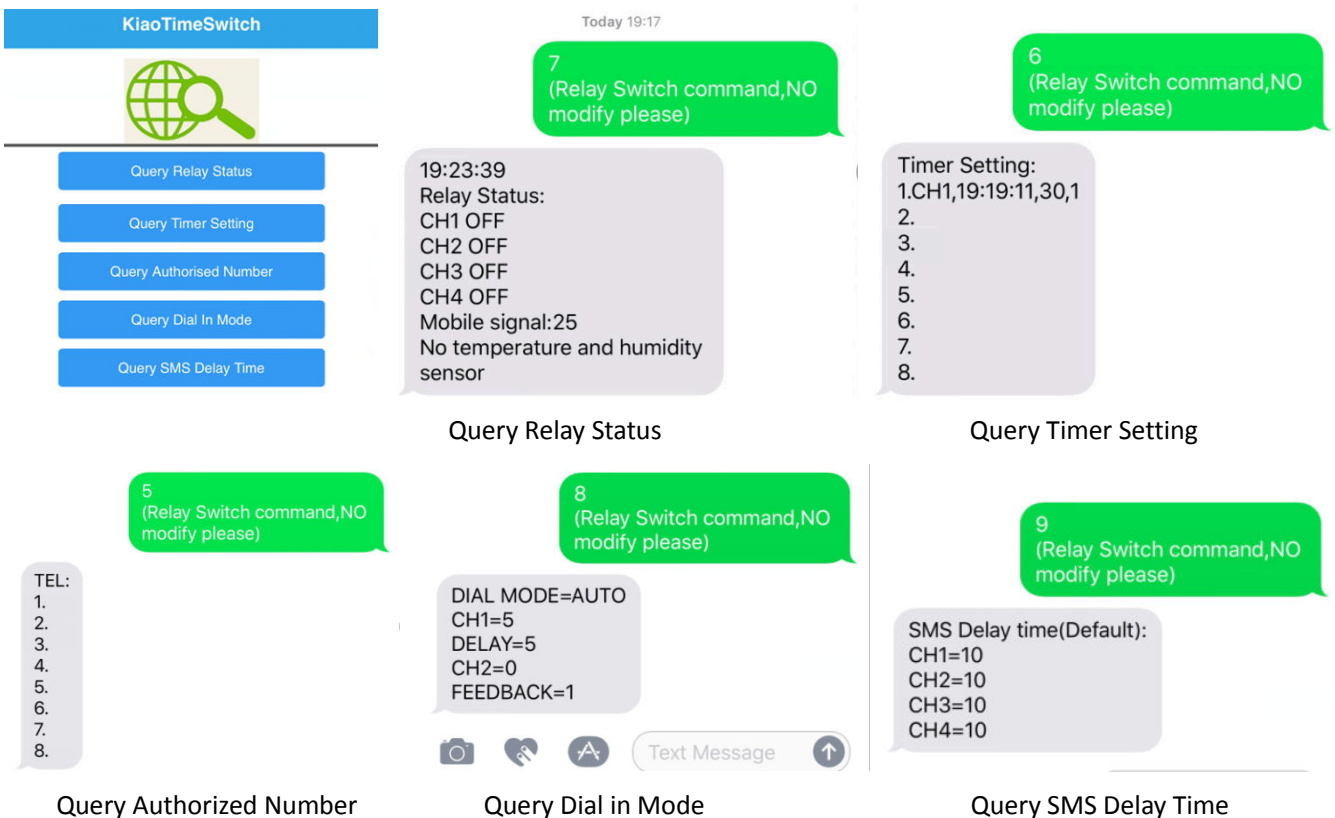 KiaoTimeSwitch
Query Relay Status
Query Timer Setting
Query Authorised Number
Query Dial In Mode
Query SMS Delay Time
Today 19:17
7
(Relay Switch command,NO
modify please)
19:23:39
Relay Status:
CH1 OFF
CH2 OFF
CH3 OFF
CH4 OFF
Mobile signal:25
No temperature and humidity
sensor
Query Relay Status
6
(Relay Switch command,NO
modify please)
Timer Setting:
1.CH1,19:19:11,30,1
2.
3.
4.
5.
6.
7.
8.
Query Timer Setting
5
(Relay Switch command,NO
modify please)
TEL:
1.
2.
3.
4.
5.
6.
7.
8.
Query Authorized Number
8
(Relay Switch command,NO
modify please)
DIAL MODE=AUTO
CH1=5
DELAY=5
CH2=0
FEEDBACK=1
Text Message
Query Dial in Mode
9
(Relay Switch command,NO
modify please)
SMS Delay time(Default):
CH1=10
CH2=10
CH3=10
CH4=10
Query SMS Delay Time